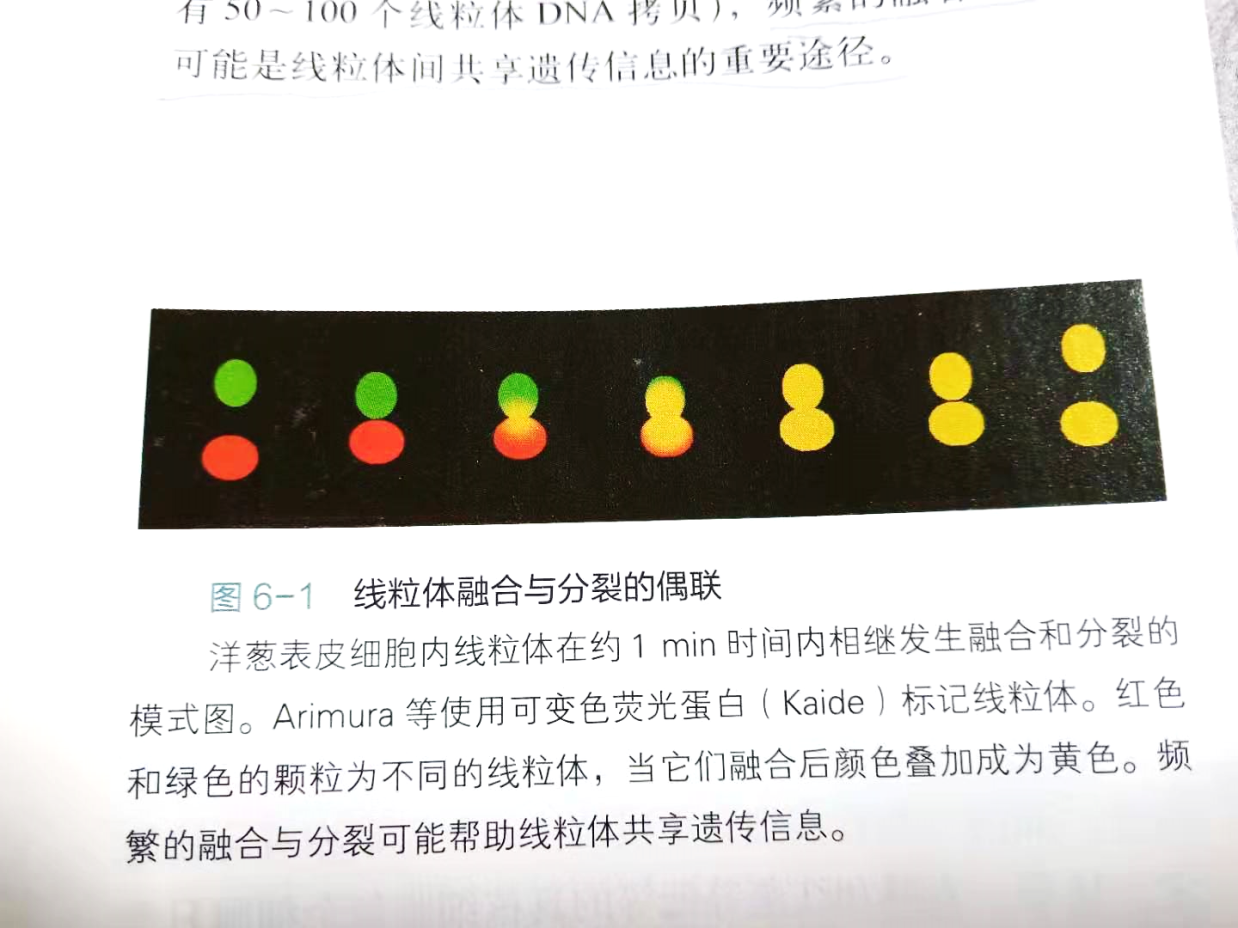 有 50～100 个线粒体 DNA 拷贝），频繁的融合
可能是线粒体间共享遗传信息的重要途径。
图 6-1 线粒体融合与分裂的偶联
洋葱表皮细胞内线粒体在约 1 min 时间内相继发生融合和分裂的
模式图。Arimura 等使用可变色荧光蛋白（Kaide）标记线粒体。红色
和绿色的颗粒为不同的线粒体，当它们融合后颜色叠加成为黄色。频
繁的融合与分裂可能帮助线粒体共享遗传信息。